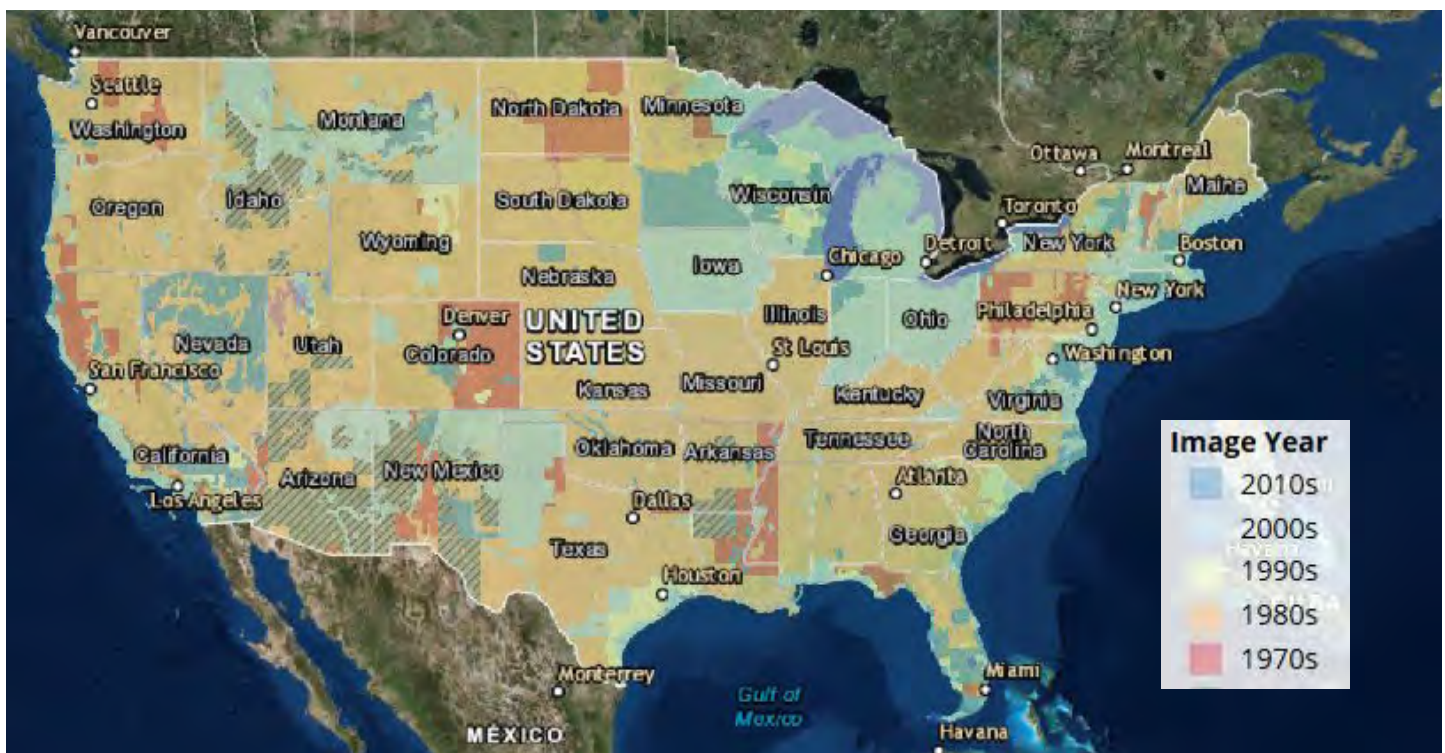 Vancouver
Seattle
Washington
Montana
North Dakota
Minnesota
Ottawa
Montreal
Maine
Oregon
Idaho
Wyoming
South Dakota
Wisconsin
Toronto
New York
Boston
Nebraska
Iowa
Chicago
Detroit
New York
Nevada
Utah
Denver
Colorado
UNITED
STATES
Illinois
Ohio
Philadelphia
San Francisco
Kansas
Missouri
St Louis
Kentucky
Washington
Virginia
California
Los Angeles
Arizona
New Mexico
Oklahoma
Arkansas
Tennessee
North
Carolina
Dallas
Atlanta
Texas
Georgia
Houston
Monterrey
MÉXICO
Gulf of
Mexico
Miami
Havana
Image Year
2010s
2000s
1990s
1980s
1970s